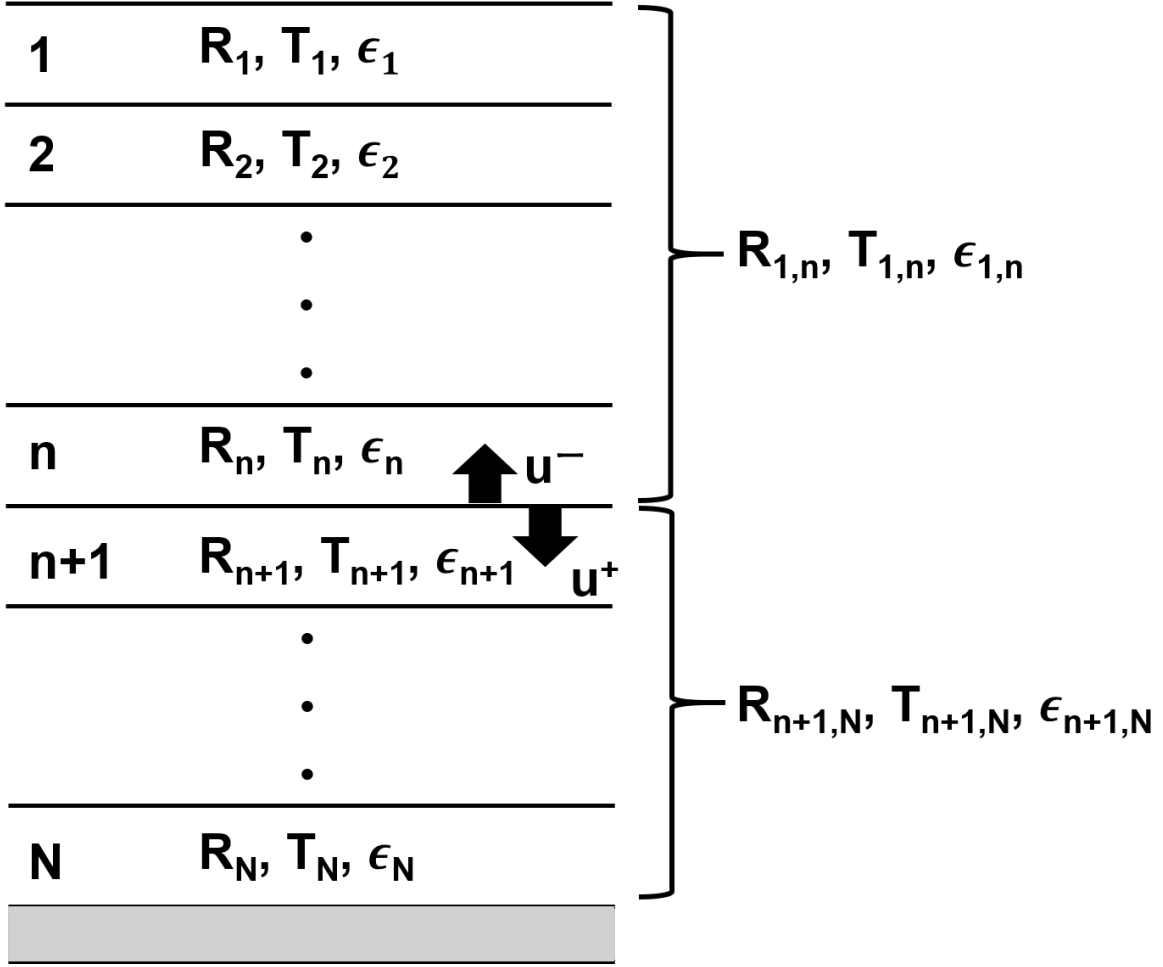 1 R₁, T₁, ϵ₁
2 R₂, T₂, ϵ₂
R₁,ₙ, T₁,ₙ, ϵ₁,ₙ
n Rₙ, Tₙ, ϵₙ u⁻
n+1 Rₙ₊₁, Tₙ₊₁, ϵₙ₊₁ u⁺
Rₙ₊₁,N, Tₙ₊₁,N, ϵₙ₊₁,N
N R_N, T_N, ϵ_N